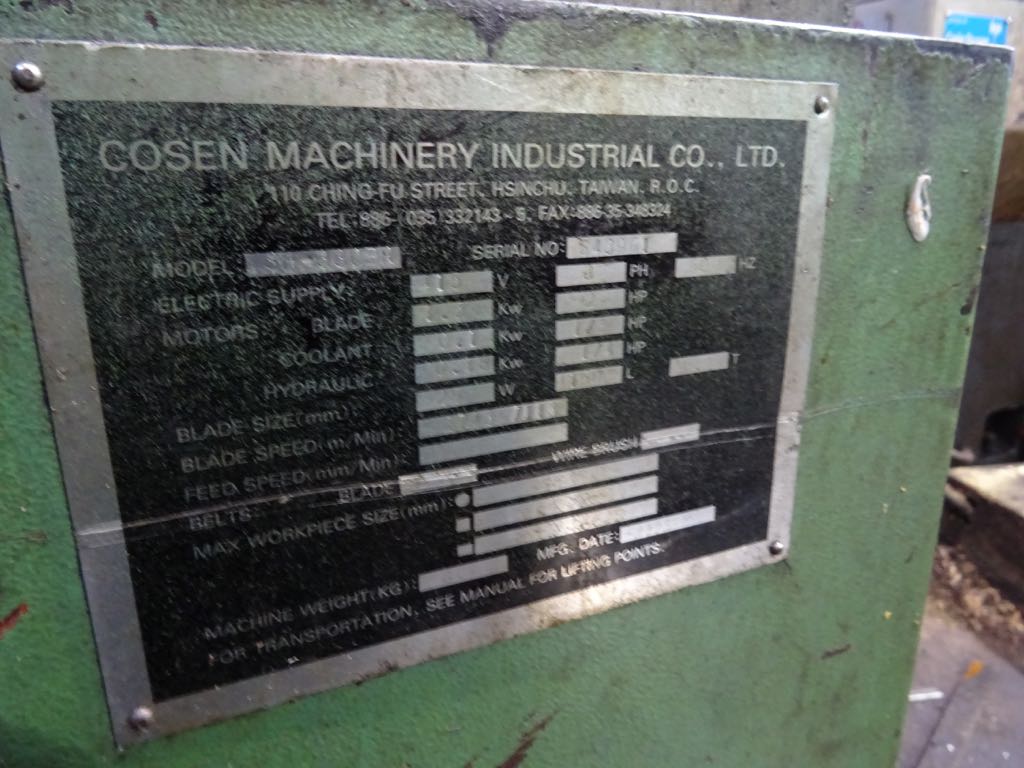 COSEN MACHINERY INDUSTRIAL CO., LTD.
110 CHING-FU STREET, HSINCHU, TAIWAN, R.O.C.
TEL:886-(035)332143~5, FAX:886-35-348324
MODEL SERIAL NO:
ELECTRIC SUPPLY: V PH HZ
MOTORS: BLADE Kw HP
COOLANT Kw HP
HYDRAULIC Kw HP
BLADE SIZE(mm): W L T
BLADE SPEED(m/Min):
FEED SPEED(mm/Min):
BELTS: BLADE WIRE BRUSH
MAX WORKPIECE SIZE(mm):
MACHINE WEIGHT(KG): MFG. DATE:
FOR TRANSPORTATION, SEE MANUAL FOR LIFTING POINTS.